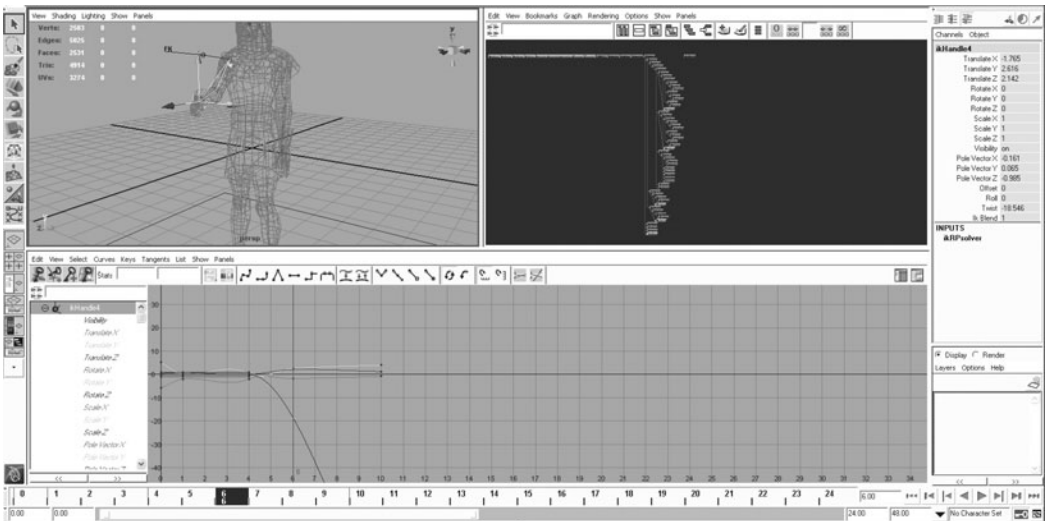 View Shading Lighting Show Panels
Verts: 2503 0 0
Edges: 5026 0 0
Faces: 2531 0 0
Tris: 4914 0 0
UVs: 3274 0 0
FK
persp
Edit View Bookmarks Graph Rendering Options Show Panels
Channels Object
ikHandle4
Translate X -1.765
Translate Y 2.616
Translate Z 2.142
Rotate X 0
Rotate Y 0
Rotate Z 0
Scale X 1
Scale Y 1
Scale Z 1
Visibility on
Pole Vector X -0.161
Pole Vector Y 0.065
Pole Vector Z -0.985
Offset 0
Roll 0
Twist -18.546
Ik Blend 1
INPUTS
ikRPsolver
Edit View Select Curves Keys Tangents List Show Panels
Stats
ikHandle4
Visibility
Translate X
Translate Y
Translate Z
Rotate X
Rotate Y
Rotate Z
Scale X
Scale Y
Scale Z
Pole Vector X
Pole Vector Y
Pole Vector Z
30
20
10
0
-10
-20
-30
-40
0 1 2 3 4 5 6 7 8 9 10 11 12 13 14 15 16 17 18 19 20 21 22 23 24 25 26 27 28 29 30 31 32 33 34
Display Render
Layers Options Help
0 1 2 3 4 5 6 7 8 9 10 11 12 13 14 15 16 17 18 19 20 21 22 23 24
6
6.00
0.00 0.00 24.00 48.00 No Character Set